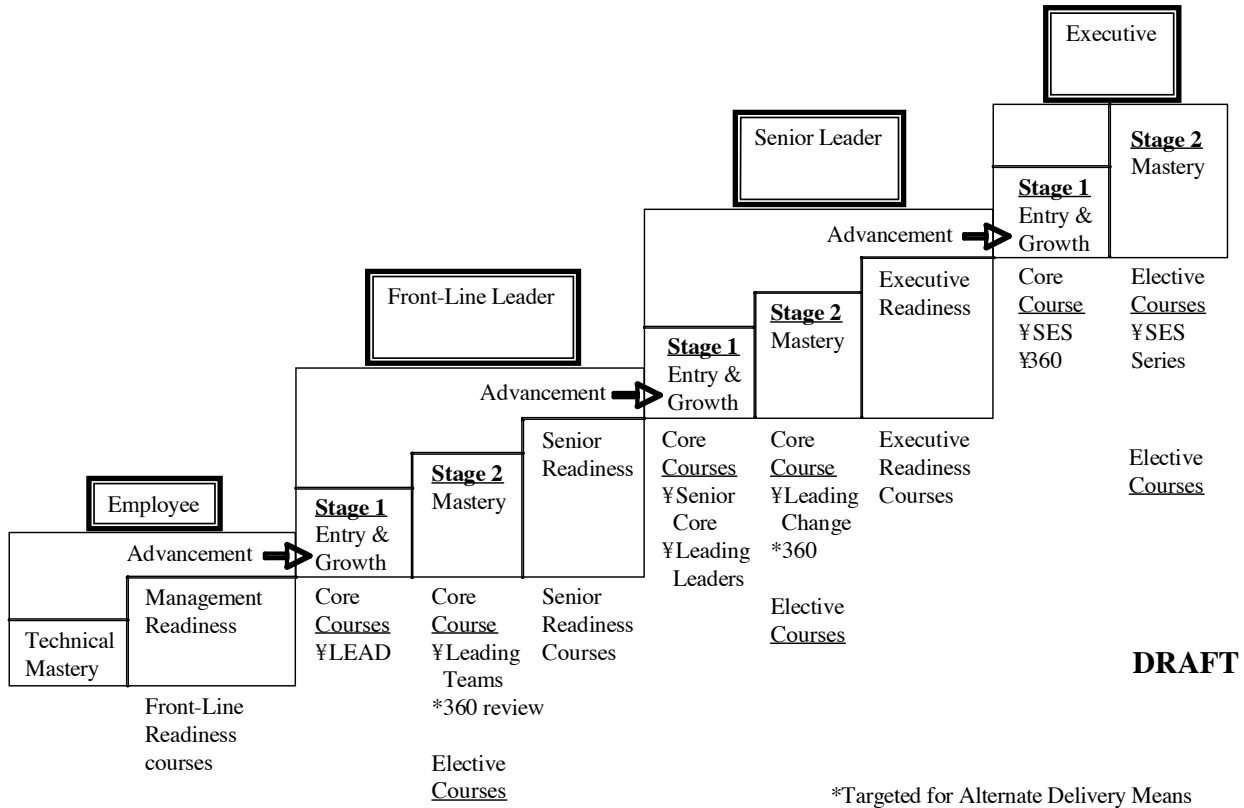 Executive
Stage 2
Mastery
Stage 1
Entry &
Growth
Core
Course
¥SES
¥360
Elective
Courses
¥SES
Series
Elective
Courses
Senior Leader
Advancement
Stage 1
Entry &
Growth
Stage 2
Mastery
Executive
Readiness
Core
Courses
¥Senior
Core
¥Leading
Leaders
Core
Course
¥Leading
Change
*360
Elective
Courses
Executive
Readiness
Courses
Front-Line Leader
Advancement
Stage 1
Entry &
Growth
Stage 2
Mastery
Senior
Readiness
Core
Courses
¥LEAD
Core
Course
¥Leading
Teams
*360 review
Elective
Courses
Senior
Readiness
Courses
Employee
Advancement
Technical
Mastery
Management
Readiness
Front-Line
Readiness
courses
DRAFT
*Targeted for Alternate Delivery Means